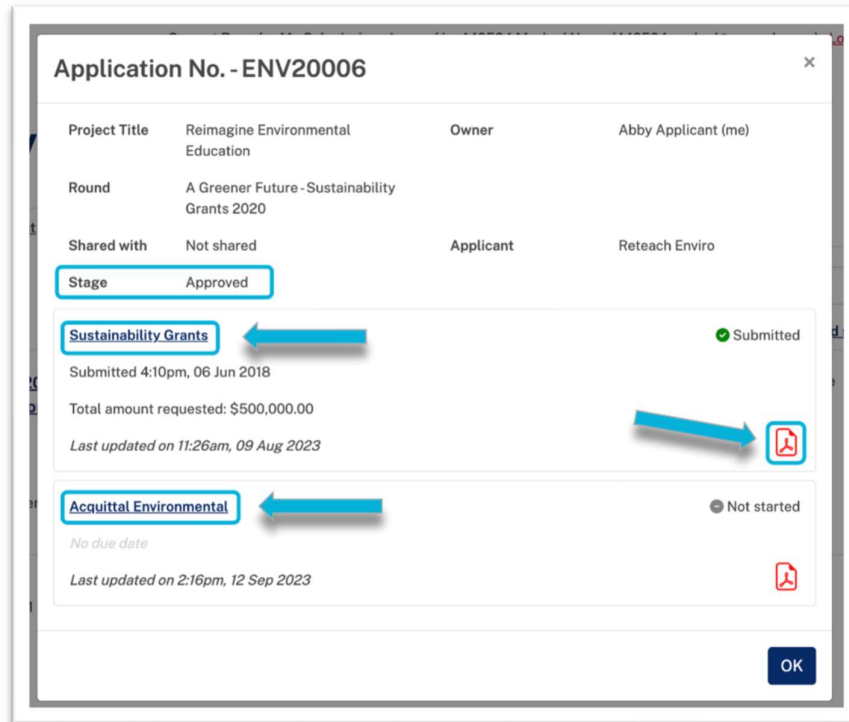 Application No. - ENV20006
×
Project Title Reimagine Environmental Owner Abby Applicant (me)
Education
Round A Greener Future - Sustainability
Grants 2020
Shared with Not shared Applicant Reteach Enviro
Stage Approved
Sustainability Grants Submitted
Submitted 4:10pm, 06 Jun 2018
Total amount requested: $500,000.00
Last updated on 11:26am, 09 Aug 2023
Acquittal Environmental Not started
No due date
Last updated on 2:16pm, 12 Sep 2023
OK